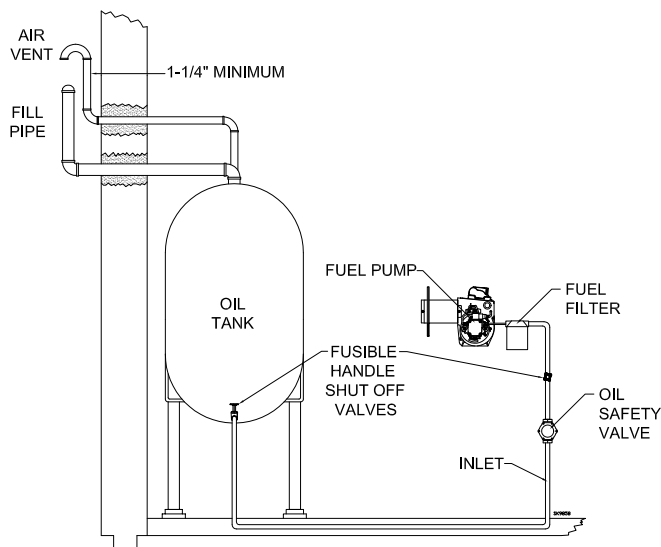 AIR
VENT
1-1/4" MINIMUM
FILL
PIPE
FUEL PUMP
FUEL
FILTER
OIL
TANK
FUSIBLE
HANDLE
SHUT OFF
VALVES
OIL
SAFETY
VALVE
INLET